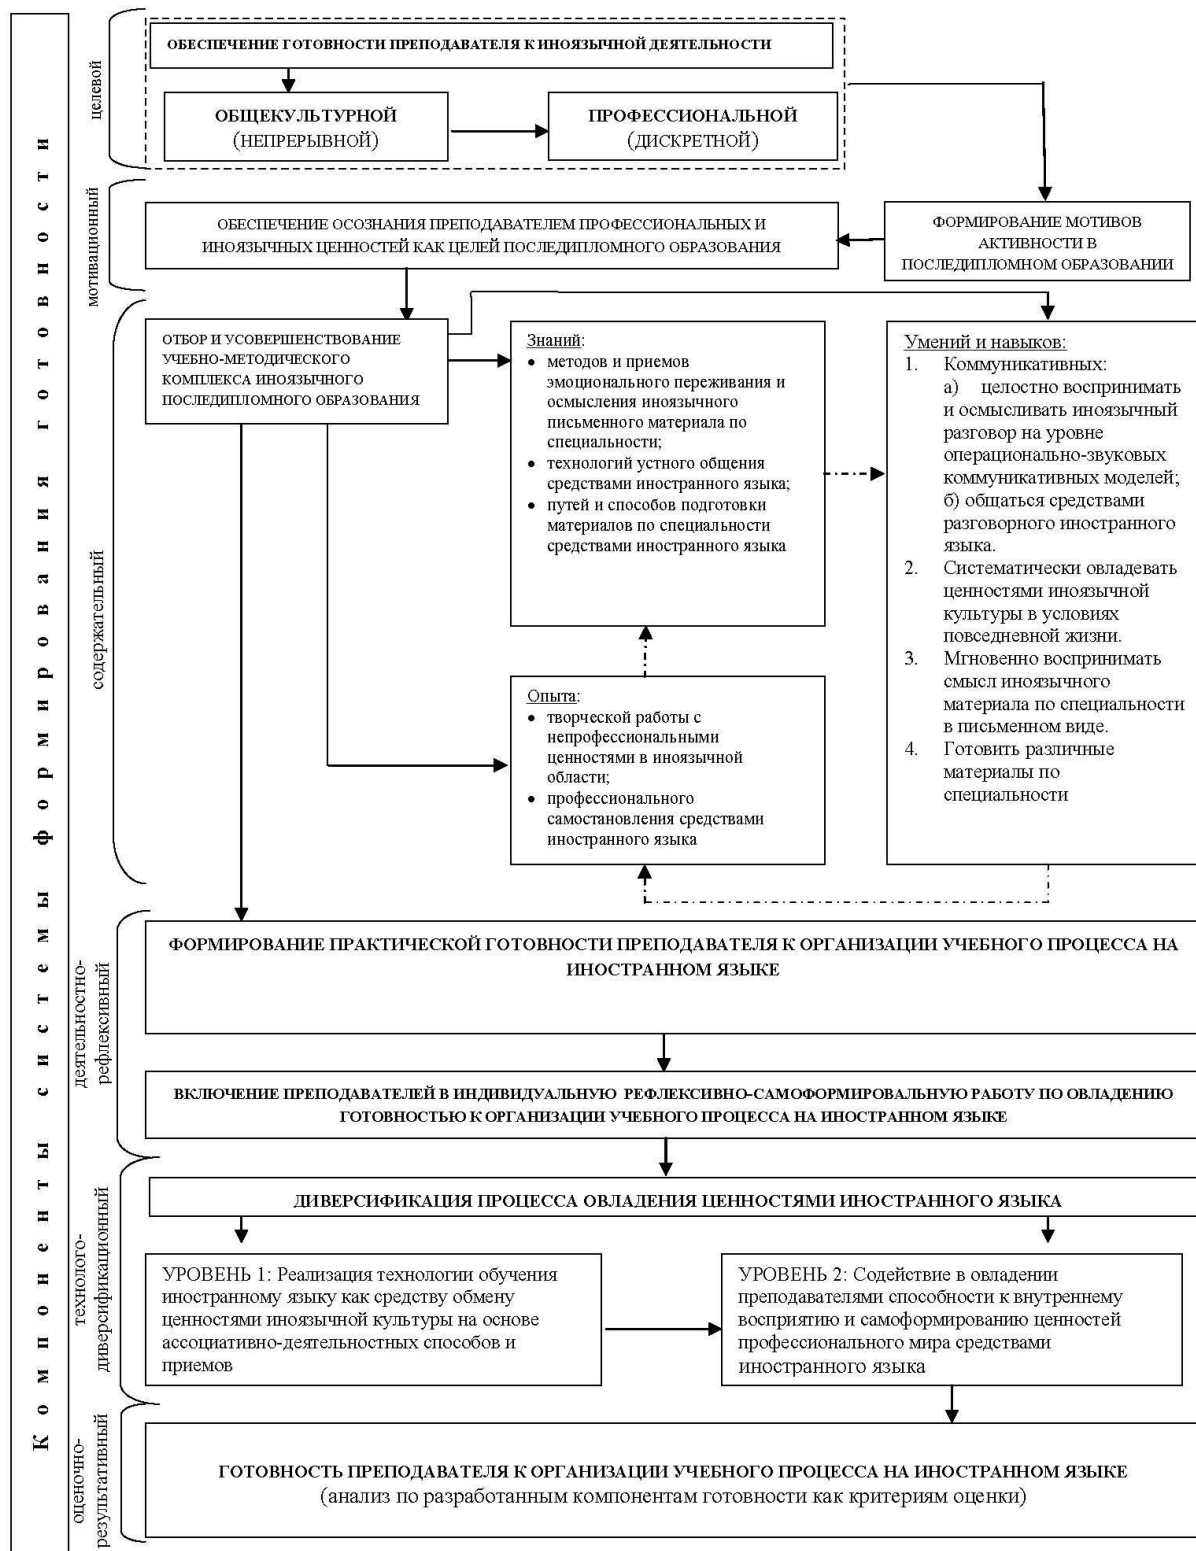 Компоненты системы формирования готовности
целевой
ОБЕСПЕЧЕНИЕ ГОТОВНОСТИ ПРЕПОДАВАТЕЛЯ К ИНОЯЗЫЧНОЙ ДЕЯТЕЛЬНОСТИ
ОБЩЕКУЛЬТУРНОЙ
(НЕПРЕРЫВНОЙ)
ПРОФЕССИОНАЛЬНОЙ
(ДИСКРЕТНОЙ)
мотивационный
ОБЕСПЕЧЕНИЕ ОСОЗНАНИЯ ПРЕПОДАВАТЕЛЕМ ПРОФЕССИОНАЛЬНЫХ И
ИНОЯЗЫЧНЫХ ЦЕННОСТЕЙ КАК ЦЕЛЕЙ ПОСЛЕДИПЛОМНОГО ОБРАЗОВАНИЯ
ФОРМИРОВАНИЕ МОТИВОВ
АКТИВНОСТИ В
ПОСЛЕДИПЛОМНОМ ОБРАЗОВАНИИ
содержательный
ОТБОР И УСОВЕРШЕНСТВОВАНИЕ
УЧЕБНО-МЕТОДИЧЕСКОГО
КОМПЛЕКСА ИНОЯЗЫЧНОГО
ПОСЛЕДИПЛОМНОГО ОБРАЗОВАНИЯ
Знаний:
• методов и приемов
эмоционального переживания и
осмысления иноязычного
письменного материала по
специальности;
• технологий устного общения
средствами иностранного языка;
• путей и способов подготовки
материалов по специальности
средствами иностранного языка
Опыта:
• творческой работы с
непрофессиональными
ценностями в иноязычной
области;
• профессионального
самостановления средствами
иностранного языка
Умений и навыков:
1. Коммуникативных:
а) целостно воспринимать
и осмысливать иноязычный
разговор на уровне
операционально-звуковых
коммуникативных моделей;
б) общаться средствами
разговорного иностранного
языка.
2. Систематически овладевать
ценностями иноязычной
культуры в условиях
повседневной жизни.
3. Мгновенно воспринимать
смысл иноязычного
материала по специальности
в письменном виде.
4. Готовить различные
материалы по
специальности
деятельностно-
рефлексивный
ФОРМИРОВАНИЕ ПРАКТИЧЕСКОЙ ГОТОВНОСТИ ПРЕПОДАВАТЕЛЯ К ОРГАНИЗАЦИИ УЧЕБНОГО ПРОЦЕССА НА
ИНОСТРАННОМ ЯЗЫКЕ
ВКЛЮЧЕНИЕ ПРЕПОДАВАТЕЛЕЙ В ИНДИВИДУАЛЬНУЮ РЕФЛЕКСИВНО-САМОФОРМИРОВАЛЬНУЮ РАБОТУ ПО ОВЛАДЕНИЮ
ГОТОВНОСТЬЮ К ОРГАНИЗАЦИИ УЧЕБНОГО ПРОЦЕССА НА ИНОСТРАННОМ ЯЗЫКЕ
технолого-
диверсификационный
ДИВЕРСИФИКАЦИЯ ПРОЦЕССА ОВЛАДЕНИЯ ЦЕННОСТЯМИ ИНОСТРАННОГО ЯЗЫКА
УРОВЕНЬ 1: Реализация технологии обучения
иностранному языку как средству обмену
ценностями иноязычной культуры на основе
ассоциативно-деятельностных способов и
приемов
УРОВЕНЬ 2: Содействие в овладении
преподавателями способности к внутреннему
восприятию и самоформированию ценностей
профессионального мира средствами
иностранного языка
оценочно-
результативный
ГОТОВНОСТЬ ПРЕПОДАВАТЕЛЯ К ОРГАНИЗАЦИИ УЧЕБНОГО ПРОЦЕССА НА ИНОСТРАННОМ ЯЗЫКЕ
(анализ по разработанным компонентам готовности как критериям оценки)